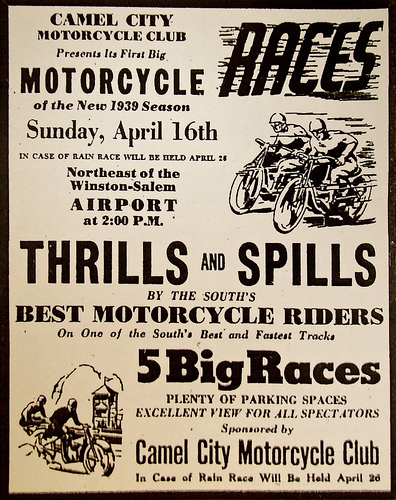 CAMEL CITY
MOTORCYCLE CLUB
Presents Its First Big
MOTORCYCLE RACES
of the New 1939 Season
Sunday, April 16th
IN CASE OF RAIN RACE WILL BE HELD APRIL 26
Northeast of the
Winston-Salem
AIRPORT
at 2:00 P.M.
THRILLS AND SPILLS
BY THE SOUTH'S
BEST MOTORCYCLE RIDERS
On One of the South's Best and Fastest Tracks
5 Big Races
PLENTY OF PARKING SPACES
EXCELLENT VIEW FOR ALL SPECTATORS
Sponsored by
Camel City Motorcycle Club
In Case of Rain Race Will Be Held April 26